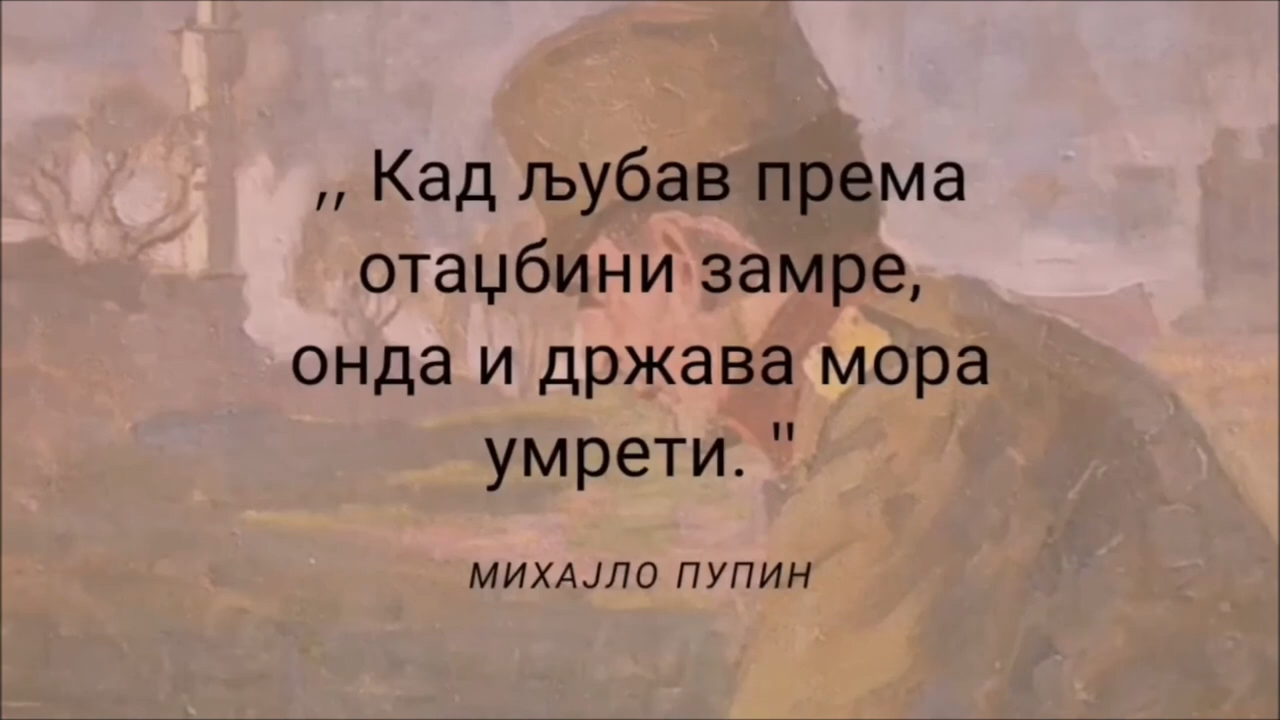 ,, Кад љубав према
отаџбини замре,
онда и држава мора
умрети. "
МИХАЈЛО ПУПИН